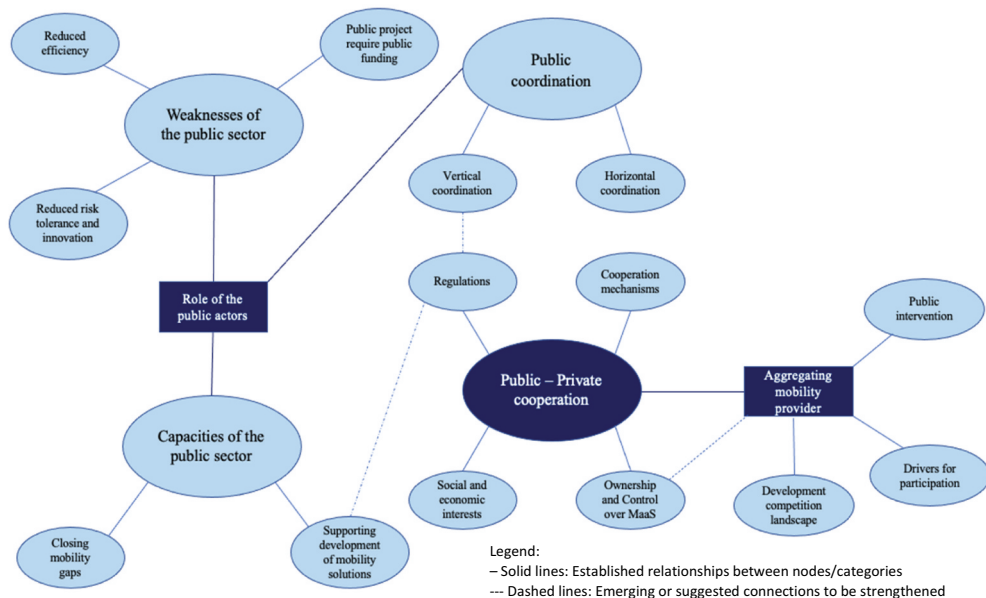 Reduced
efficiency
Public project
require public
funding
Weaknesses of
the public sector
Reduced risk
tolerance and
innovation
Public
coordination
Vertical
coordination
Horizontal
coordination
Role of the
public actors
Regulations
Cooperation
mechanisms
Public
intervention
Public – Private
cooperation
Aggregating
mobility
provider
Capacities of the
public sector
Social and
economic
interests
Ownership
and Control
over MaaS
Development
competition
landscape
Drivers for
participation
Closing
mobility
gaps
Supporting
development
of mobility
solutions
Legend:
– Solid lines: Established relationships between nodes/categories
--- Dashed lines: Emerging or suggested connections to be strengthened